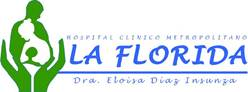 HOSPITAL CLINICO METROPOLITANO
LA FLORIDA
Dra. Eloisa Diaz Insunza